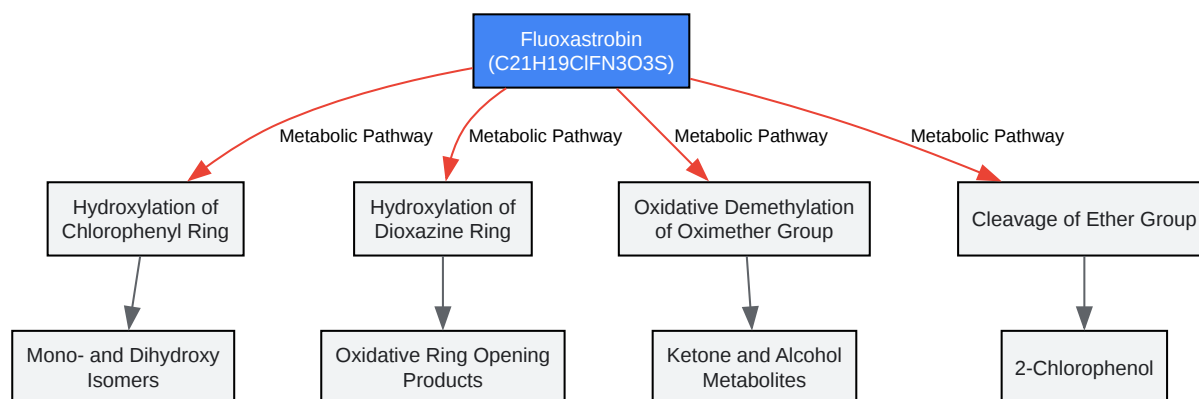 Fluoxastrobin
(C21H19ClFN3O3S)
Metabolic Pathway
Metabolic Pathway
Metabolic Pathway
Metabolic Pathway
Hydroxylation of
Chlorophenyl Ring
Hydroxylation of
Dioxazine Ring
Oxidative Demethylation
of Oximether Group
Cleavage of Ether Group
Mono- and Dihydroxy
Isomers
Oxidative Ring Opening
Products
Ketone and Alcohol
Metabolites
2-Chlorophenol